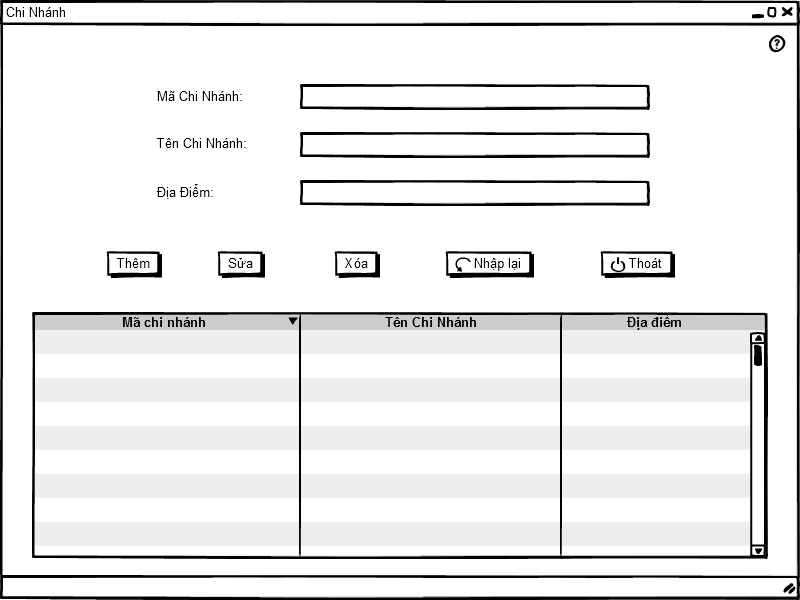 Chi Nhánh
Mã Chi Nhánh:
Tên Chi Nhánh:
Địa Điểm:
Thêm Sửa Xóa Nhập lại Thoát
Mã chi nhánh Tên Chi Nhánh Địa điểm